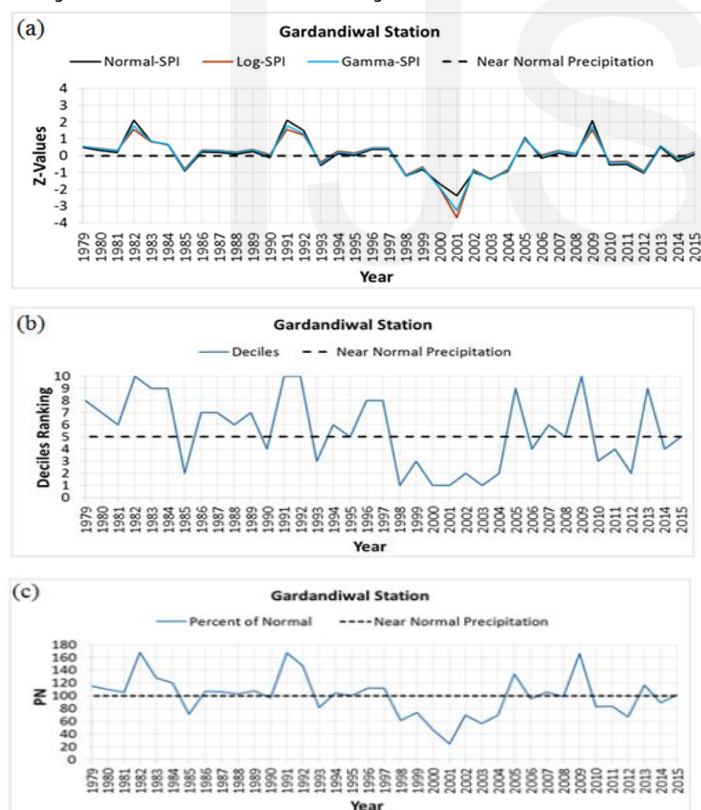 (a)
Gardandiwal Station
Normal-SPI Log-SPI Gamma-SPI Near Normal Precipitation
Z-Values
4
3
2
1
0
-1
-2
-3
-4
1979 1980 1981 1982 1983 1984 1985 1986 1987 1988 1989 1990 1991 1992 1993 1994 1995 1996 1997 1998 1999 2000 2001 2002 2003 2004 2005 2006 2007 2008 2009 2010 2011 2012 2013 2014 2015
Year
(b)
Gardandiwal Station
Deciles Near Normal Precipitation
Deciles Ranking
10
9
8
7
6
5
4
3
2
1
0
1979 1980 1981 1982 1983 1984 1985 1986 1987 1988 1989 1990 1991 1992 1993 1994 1995 1996 1997 1998 1999 2000 2001 2002 2003 2004 2005 2006 2007 2008 2009 2010 2011 2012 2013 2014 2015
Year
(c)
Gardandiwal Station
Percent of Normal Near Normal Precipitation
PN
180
160
140
120
100
80
60
40
20
0
1979 1980 1981 1982 1983 1984 1985 1986 1987 1988 1989 1990 1991 1992 1993 1994 1995 1996 1997 1998 1999 2000 2001 2002 2003 2004 2005 2006 2007 2008 2009 2010 2011 2012 2013 2014 2015
Year